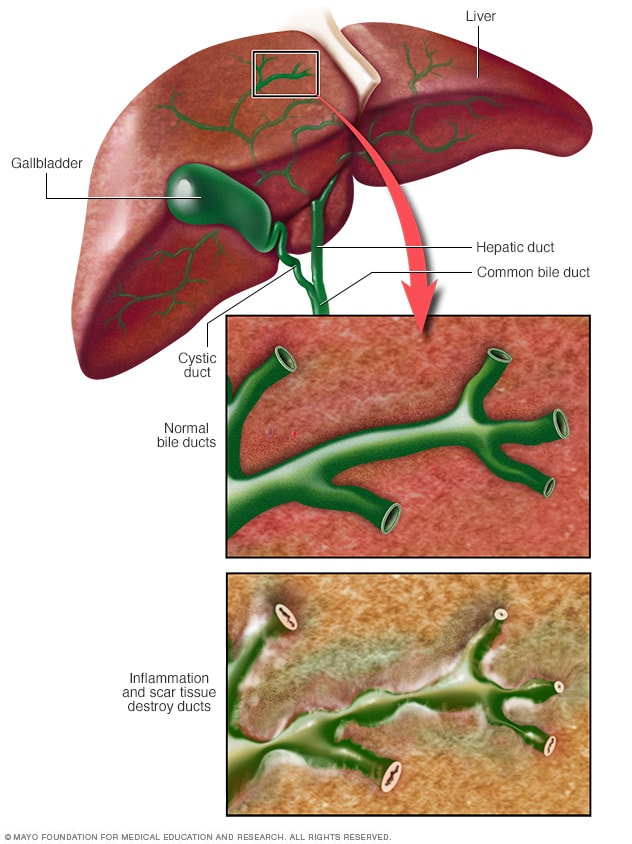 Liver
Gallbladder
Hepatic duct
Common bile duct
Cystic
duct
Normal
bile ducts
Inflammation
and scar tissue
destroy ducts
© MAYO FOUNDATION FOR MEDICAL EDUCATION AND RESEARCH. ALL RIGHTS RESERVED.